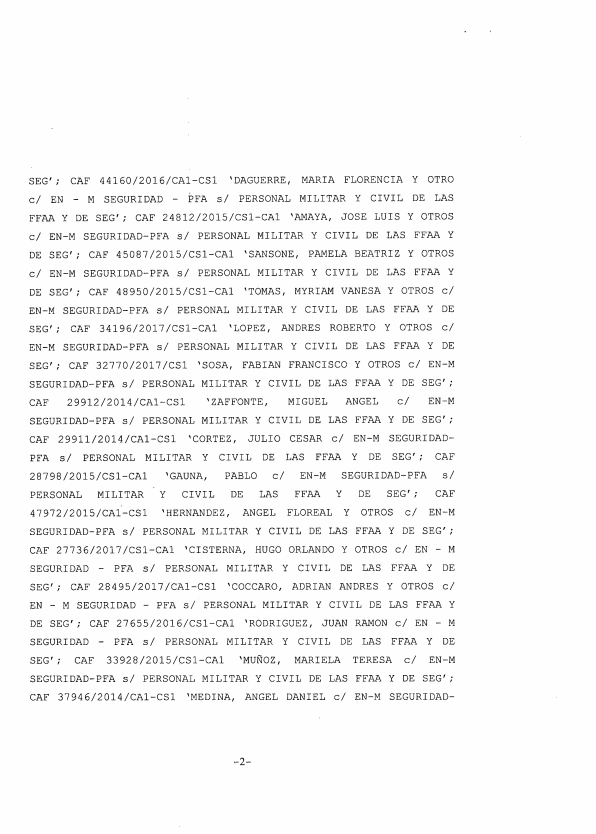 SEG'; CAF 44160/2016/CA1-CS1 'DAGUERRE, MARIA FLORENCIA Y OTRO
c/ EN - M SEGURIDAD - PFA s/ PERSONAL MILITAR Y CIVIL DE LAS
FFAA Y DE SEG'; CAF 24812/2015/CS1-CA1 'AMAYA, JOSE LUIS Y OTROS
c/ EN-M SEGURIDAD-PFA s/ PERSONAL MILITAR Y CIVIL DE LAS FFAA Y
DE SEG'; CAF 45087/2015/CS1-CA1 'SANSONE, PAMELA BEATRIZ Y OTROS
c/ EN-M SEGURIDAD-PFA s/ PERSONAL MILITAR Y CIVIL DE LAS FFAA Y
DE SEG'; CAF 48950/2015/CS1-CA1 'TOMAS, MYRIAM VANESA Y OTROS c/
EN-M SEGURIDAD-PFA s/ PERSONAL MILITAR Y CIVIL DE LAS FFAA Y DE
SEG'; CAF 34196/2017/CS1-CA1 'LOPEZ, ANDRES ROBERTO Y OTROS c/
EN-M SEGURIDAD-PFA s/ PERSONAL MILITAR Y CIVIL DE LAS FFAA Y DE
SEG'; CAF 32770/2017/CS1 'SOSA, FABIAN FRANCISCO Y OTROS c/ EN-M
SEGURIDAD-PFA s/ PERSONAL MILITAR Y CIVIL DE LAS FFAA Y DE SEG';
CAF 29912/2014/CA1-CS1 'ZAFFONTE, MIGUEL ANGEL c/ EN-M
SEGURIDAD-PFA s/ PERSONAL MILITAR Y CIVIL DE LAS FFAA Y DE SEG';
CAF 29911/2014/CA1-CS1 'CORTEZ, JULIO CESAR c/ EN-M SEGURIDAD-
PFA s/ PERSONAL MILITAR Y CIVIL DE LAS FFAA Y DE SEG'; CAF
28798/2015/CS1-CA1 'GAUNA, PABLO c/ EN-M SEGURIDAD-PFA s/
PERSONAL MILITAR Y CIVIL DE LAS FFAA Y DE SEG'; CAF
47972/2015/CA1-CS1 'HERNANDEZ, ANGEL FLOREAL Y OTROS c/ EN-M
SEGURIDAD-PFA s/ PERSONAL MILITAR Y CIVIL DE LAS FFAA Y DE SEG';
CAF 27736/2017/CS1-CA1 'CISTERNA, HUGO ORLANDO Y OTROS c/ EN - M
SEGURIDAD - PFA s/ PERSONAL MILITAR Y CIVIL DE LAS FFAA Y DE
SEG'; CAF 28495/2017/CA1-CS1 'COCCARO, ADRIAN ANDRES Y OTROS c/
EN - M SEGURIDAD - PFA s/ PERSONAL MILITAR Y CIVIL DE LAS FFAA Y
DE SEG'; CAF 27655/2016/CS1-CA1 'RODRIGUEZ, JUAN RAMON c/ EN - M
SEGURIDAD - PFA s/ PERSONAL MILITAR Y CIVIL DE LAS FFAA Y DE
SEG'; CAF 33928/2015/CS1-CA1 'MUÑOZ, MARIELA TERESA c/ EN-M
SEGURIDAD-PFA s/ PERSONAL MILITAR Y CIVIL DE LAS FFAA Y DE SEG';
CAF 37946/2014/CA1-CS1 'MEDINA, ANGEL DANIEL c/ EN-M SEGURIDAD-
-2-